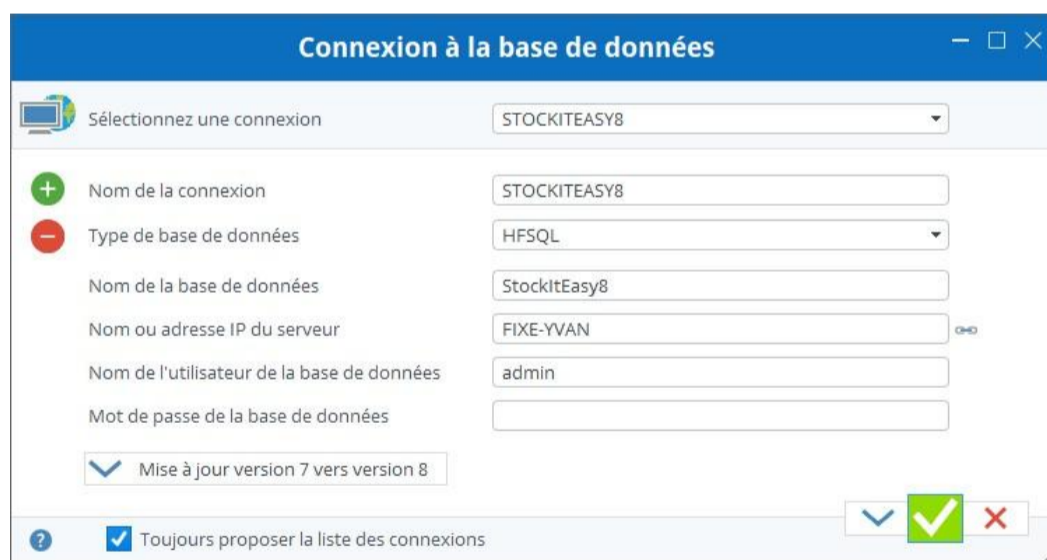 Connexion à la base de données
Sélectionnez une connexion STOCKITEASY8
Nom de la connexion STOCKITEASY8
Type de base de données HFSQL
Nom de la base de données StockItEasy8
Nom ou adresse IP du serveur FIXE-YVAN
Nom de l'utilisateur de la base de données admin
Mot de passe de la base de données
Mise à jour version 7 vers version 8
? Toujours proposer la liste des connexions